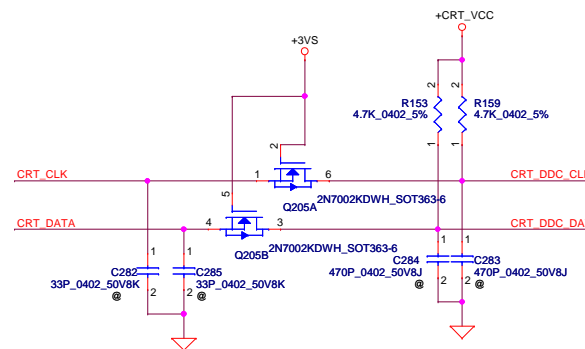 +CRT_VCC
+3VS
2
2
R153
4.7K_0402_5%
R159
4.7K_0402_5%
1
1
2
CRT_CLK
1
6
CRT_DDC_CL
Q205A
2N7002KDWH_SOT363-6
5
CRT_DATA
4
3
CRT_DDC_DA
Q205B
2N7002KDWH_SOT363-6
1
1
C282
33P_0402_50V8K
2
@
C285
33P_0402_50V8K
2
@
1
1
C284
470P_0402_50V8J
2
@
C283
470P_0402_50V8J
2
@